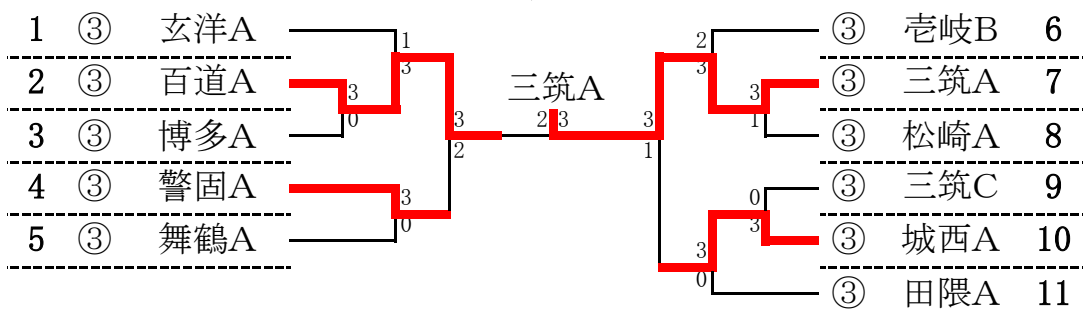 1 ③ 玄洋A
2 ③ 百道A
3 ③ 博多A
4 ③ 警固A
5 ③ 舞鶴A
1
3
3
0
3
2
3
0
三筑A
2 3
3
1
2
3
3
1
0
3
3
0
③ 壱岐B 6
③ 三筑A 7
③ 松崎A 8
③ 三筑C 9
③ 城西A 10
③ 田隈A 11